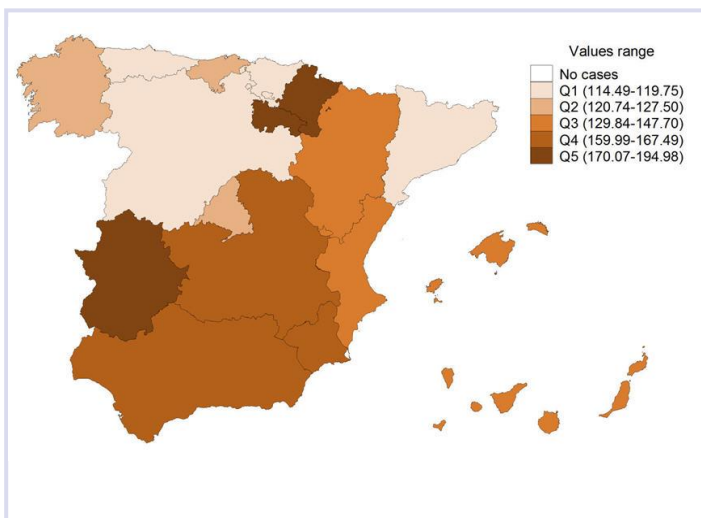 Values range
No cases
Q1 (114.49-119.75)
Q2 (120.74-127.50)
Q3 (129.84-147.70)
Q4 (159.99-167.49)
Q5 (170.07-194.98)